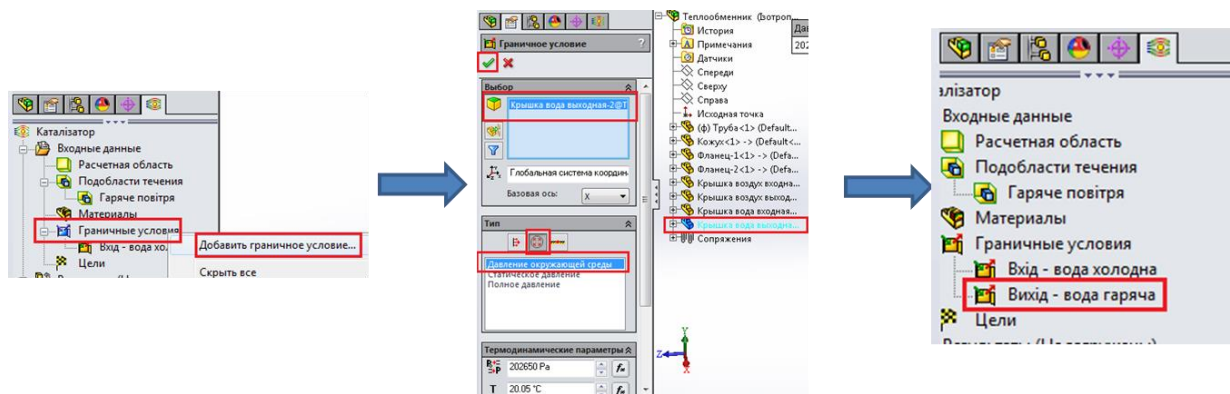 Каталізатор
Входные данные
Расчетная область
Подобласти течения
Гаряче повітря
Материалы
Граничные условия
Вхід - вода хо.
Цели
Добавить граничное условие...
Скрыть все
Граничное условие
?
Выбор
Крышка вода выходная-2@Т
Глобальная система координ
Базовая ось:
X
Тип
Давление окружающей среды
Статическое давление
Полное давление
Термодинамические параметры
P
202650 Pa
T
20.05 °C
Теплообменник (Isотроп...
История
Примечания
Датчики
Спереди
Сверху
Справа
Исходная точка
(ф) Труба<1> (Default...
Кожух<1> -> (Default<...
Фланец-1<1> -> (Defa...
Фланец-2<1> -> (Defa...
Крышка воздух входна...
Крышка воздух выход...
Крышка вода входная...
Крышка вода выходна...
Сопряжения
202
Y
Z
алізатор
Входные данные
Расчетная область
Подобласти течения
Гаряче повітря
Материалы
Граничные условия
Вхід - вода холодна
Вихід - вода гаряча
Цели